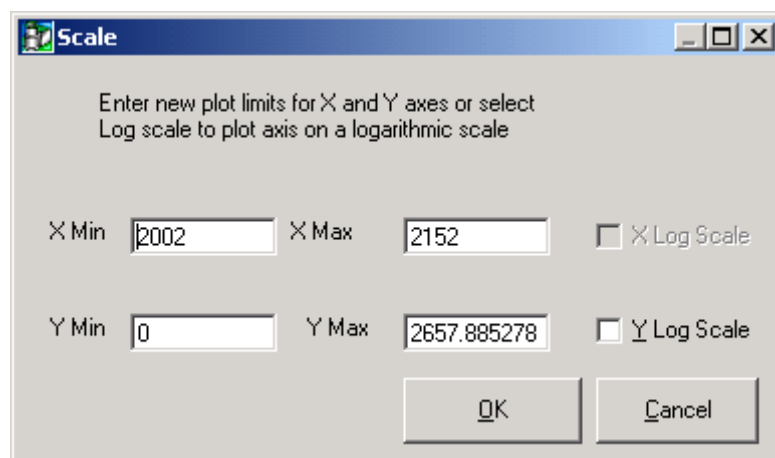 Scale
Enter new plot limits for X and Y axes or select
Log scale to plot axis on a logarithmic scale
X Min 2002 X Max 2152 X Log Scale
Y Min 0 Y Max 2657.885278 Y Log Scale
OK Cancel